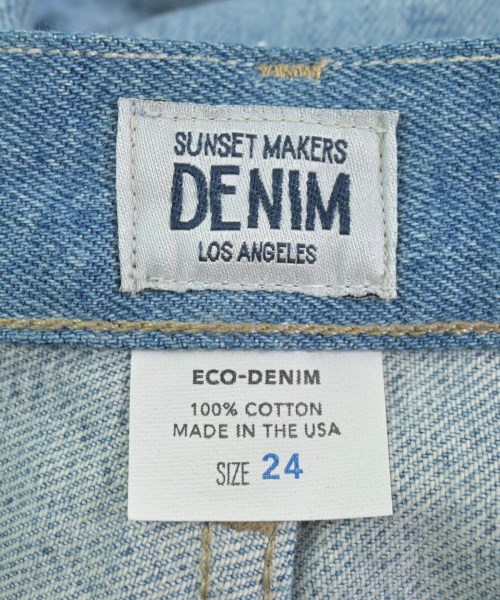 SUNSET MAKERS
DENIM
LOS ANGELES
ECO-DENIM
100% COTTON
MADE IN THE USA
SIZE 24